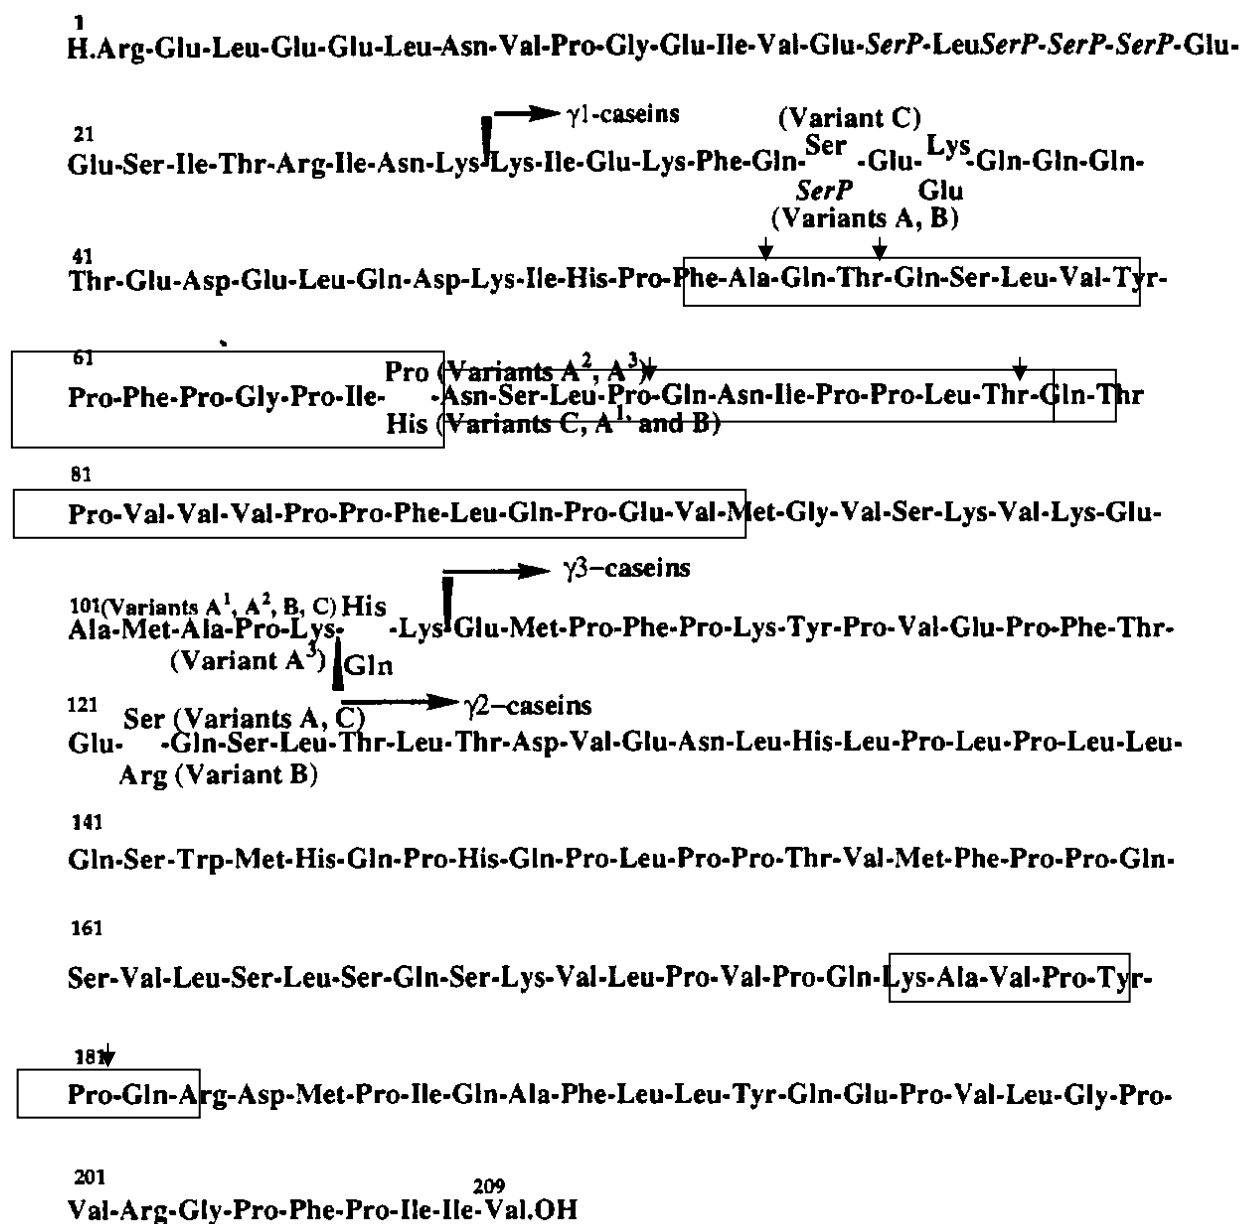 1
H.Arg-Glu-Leu-Glu-Glu-Leu-Asn-Val-Pro-Gly-Glu-Ile-Val-Glu-SerP-LeuSerP-SerP-SerP-Glu-
γ1-caseins (Variant C)
21
Glu-Ser-Ile-Thr-Arg-Ile-Asn-Lys-Lys-Ile-Glu-Lys-Phe-Gln-Ser-Glu-Lys-Gln-Gln-Gln-
SerP Glu
(Variants A, B)
41
Thr-Glu-Asp-Glu-Leu-Gln-Asp-Lys-Ile-His-Pro-Phe-Ala-Gln-Thr-Gln-Ser-Leu-Val-Tyr-
61
Pro (Variants A², A³)
Pro-Phe-Pro-Gly-Pro-Ile- -Asn-Ser-Leu-Pro-Gln-Asn-Ile-Pro-Pro-Leu-Thr-Gln-Thr
His (Variants C, A¹, and B)
81
Pro-Val-Val-Val-Pro-Pro-Phe-Leu-Gln-Pro-Glu-Val-Met-Gly-Val-Ser-Lys-Val-Lys-Glu-
γ3-caseins
101(Variants A¹, A², B, C) His
Ala-Met-Ala-Pro-Lys- -Lys-Glu-Met-Pro-Phe-Pro-Lys-Tyr-Pro-Val-Glu-Pro-Phe-Thr-
(Variant A³) Gln
γ2-caseins
121 Ser (Variants A, C)
Glu- -Gln-Ser-Leu-Thr-Leu-Thr-Asp-Val-Glu-Asn-Leu-His-Leu-Pro-Leu-Pro-Leu-Leu-
Arg (Variant B)
141
Gln-Ser-Trp-Met-His-Gln-Pro-His-Gln-Pro-Leu-Pro-Pro-Thr-Val-Met-Phe-Pro-Pro-Gln-
161
Ser-Val-Leu-Ser-Leu-Ser-Gln-Ser-Lys-Val-Leu-Pro-Val-Pro-Gln-Lys-Ala-Val-Pro-Tyr-
181
Pro-Gln-Arg-Asp-Met-Pro-Ile-Gln-Ala-Phe-Leu-Leu-Tyr-Gln-Glu-Pro-Val-Leu-Gly-Pro-
201 209
Val-Arg-Gly-Pro-Phe-Pro-Ile-Ile-Val.OH